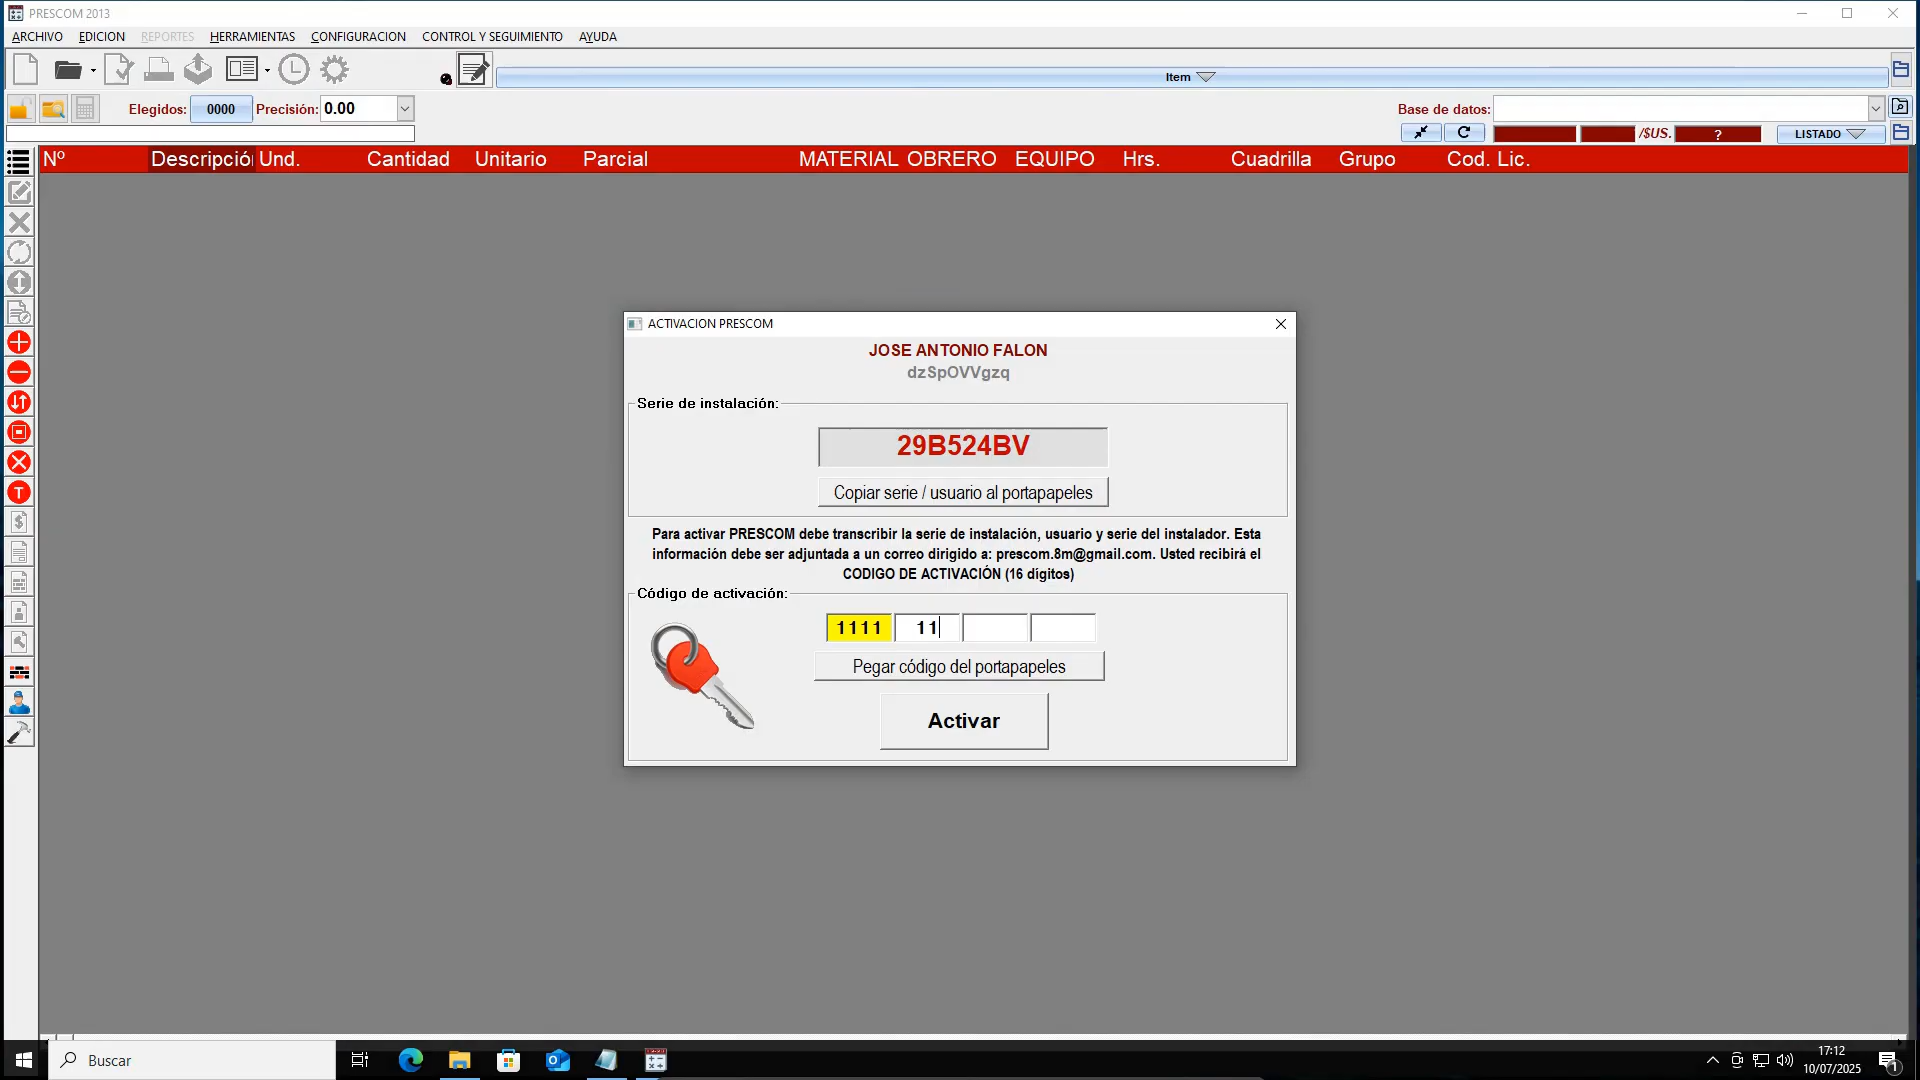 PRESCOM 2013
ARCHIVO EDICION REPORTES HERRAMIENTAS CONFIGURACION CONTROL Y SEGUIMIENTO AYUDA
Item
Elegidos: 0000 Precisión: 0.00 Base de datos:
/$US. ? LISTADO
Nº Descripció Und. Cantidad Unitario Parcial MATERIAL OBRERO EQUIPO Hrs. Cuadrilla Grupo Cod. Lic.
ACTIVACION PRESCOM
JOSE ANTONIO FALON
dzSpOVVgzq
Serie de instalación:
29B524BV
Copiar serie / usuario al portapapeles
Para activar PRESCOM debe transcribir la serie de instalación, usuario y serie del instalador. Esta
información debe ser adjuntada a un correo dirigido a: prescom.8m@gmail.com. Usted recibirá el
CODIGO DE ACTIVACIÓN (16 dígitos)
Código de activación:
1111 11
Pegar código del portapapeles
Activar
T
Buscar
17:12
10/07/2025
1